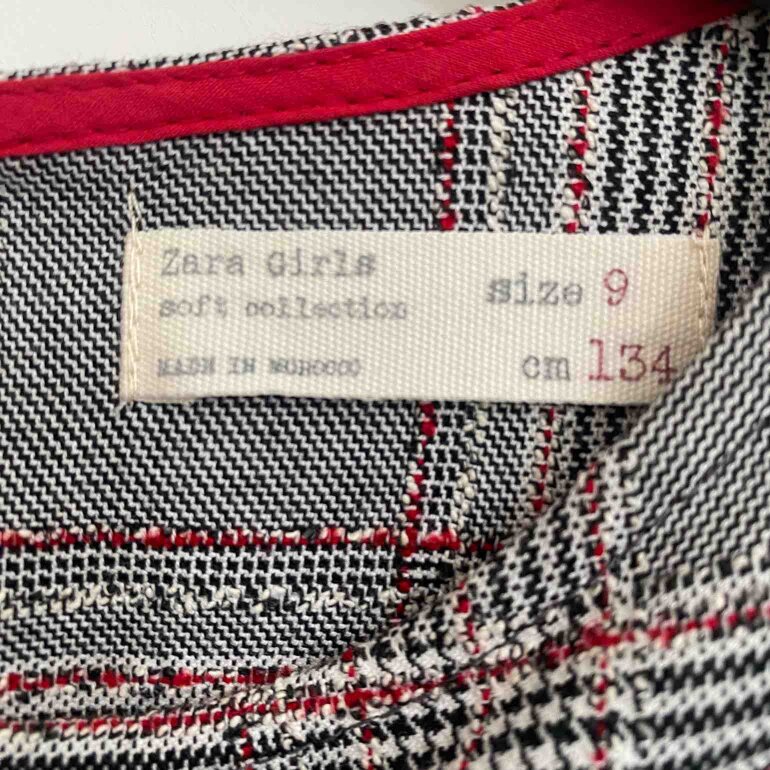 Zara Girls
soft collection
MADE IN MOROCCO
size 9
cm 134